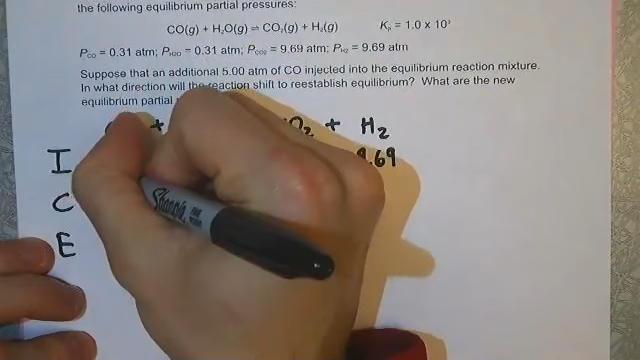 the following equilibrium partial pressures:
CO(g) + H₂O(g) ⇌ CO₂(g) + H₂(g) Kₚ = 1.0 x 10³
P_CO = 0.31 atm; P_H2O = 0.31 atm; P_CO2 = 9.69 atm; P_H2 = 9.69 atm
Suppose that an additional 5.00 atm of CO injected into the equilibrium reaction mixture.
In what direction will the reaction shift to reestablish equilibrium? What are the new
equilibrium partial
+ O₂ + H₂
I .69
C
E
Sharpie